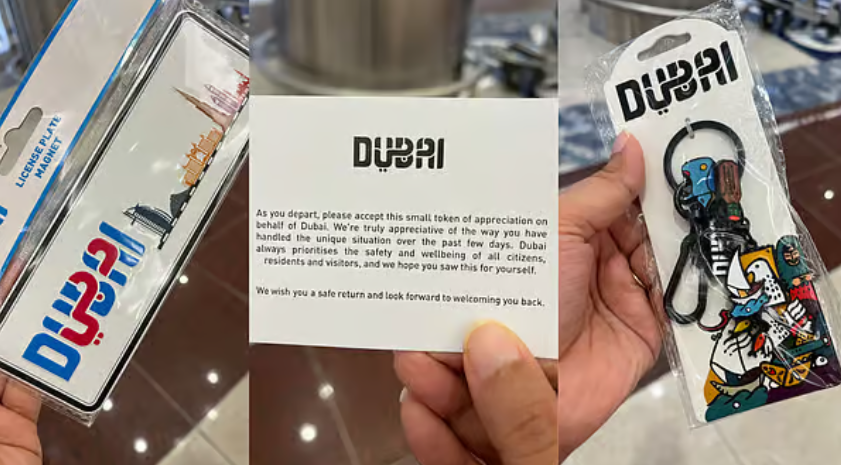 LICENSE PLATE
MAGNET
DUBAI
DUBAI
As you depart, please accept this small token of appreciation on
behalf of Dubai. We're truly appreciative of the way you have
handled the unique situation over the past few days. Dubai
always prioritises the safety and wellbeing of all citizens,
residents and visitors, and we hope you saw this for yourself.
We wish you a safe return and look forward to welcoming you back.
DUBAI